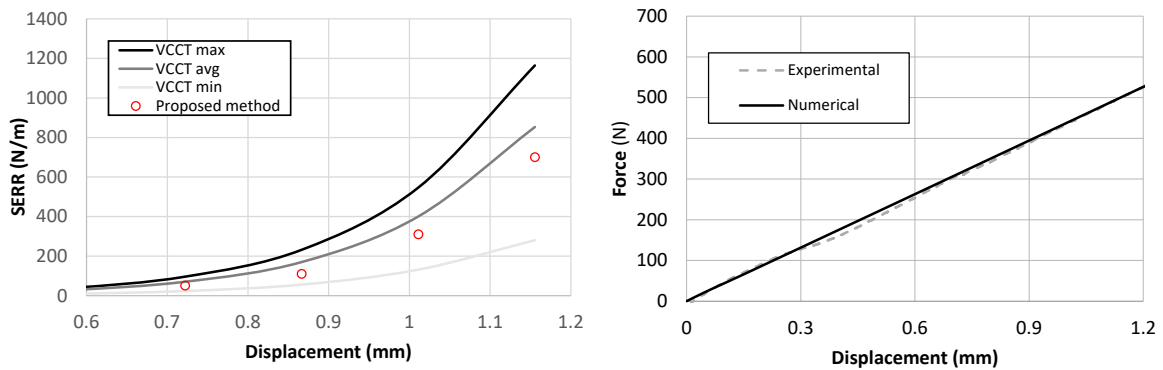 1400
1200
1000
800
600
400
200
0
SERR (N/m)
VCCT max
VCCT avg
VCCT min
Proposed method
0.6 0.7 0.8 0.9 1 1.1 1.2
Displacement (mm)
700
600
500
400
300
200
100
0
Force (N)
Experimental
Numerical
0 0.3 0.6 0.9 1.2
Displacement (mm)